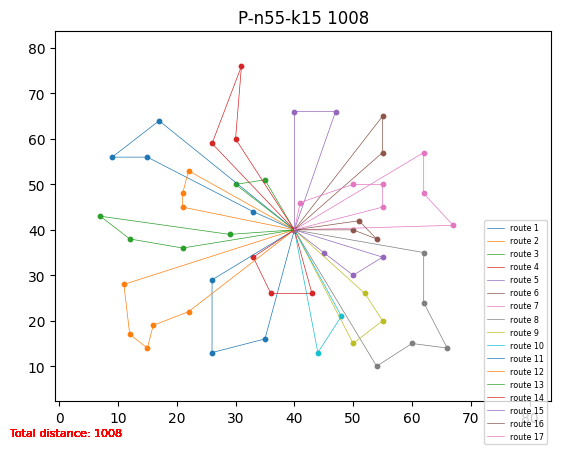 P-n55-k15 1008
80
70
60
50
40
30
20
10
0 10 20 30 40 50 60 70 80
route 1
route 2
route 3
route 4
route 5
route 6
route 7
route 8
route 9
route 10
route 11
route 12
route 13
route 14
route 15
route 16
route 17
Total distance: 1008